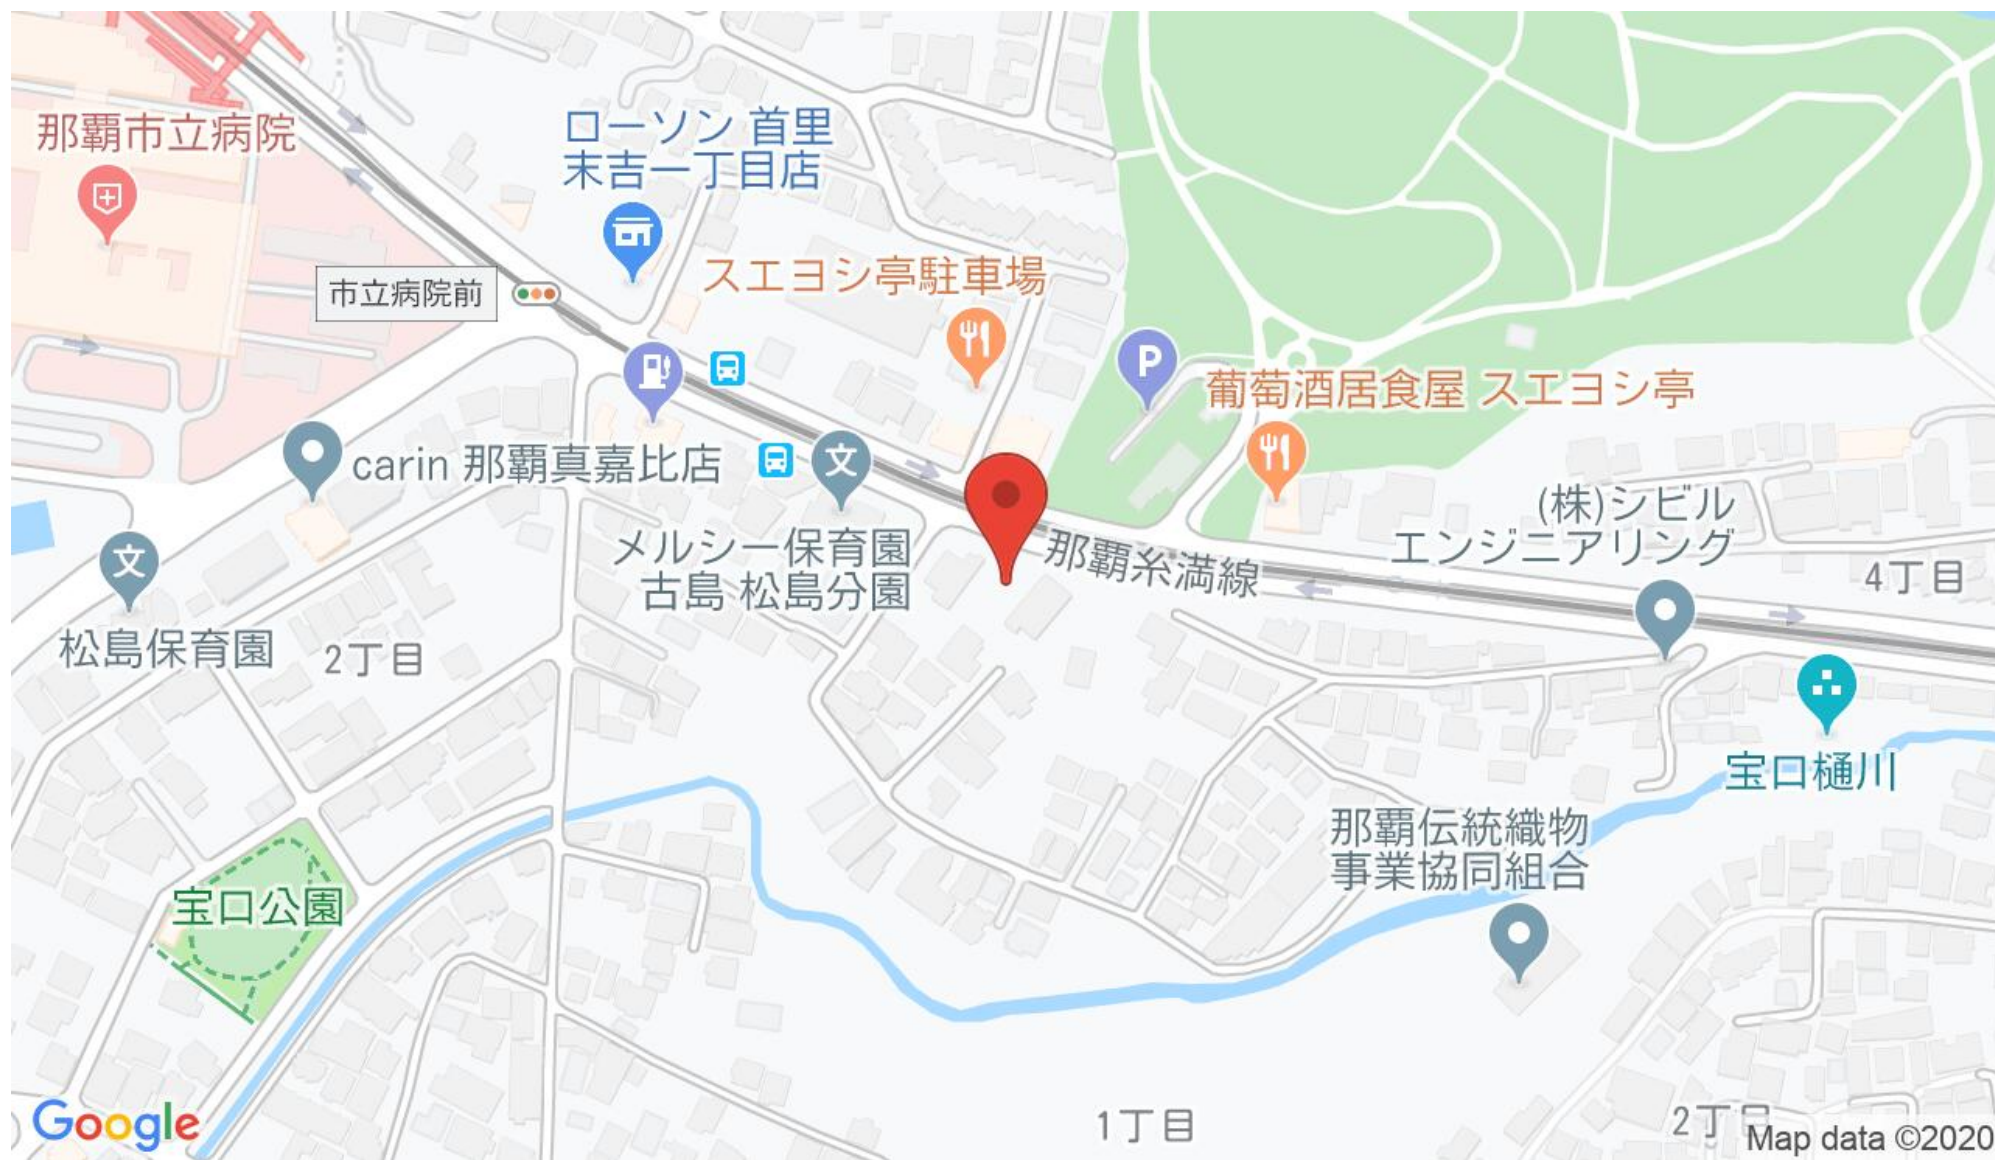 那覇市立病院
ローソン 首里
末吉一丁目店
スエヨシ亭駐車場
市立病院前
P
葡萄酒居食屋 スエヨシ亭
carin 那覇真嘉比店
文
(株)シビル
エンジニアリング
メルシー保育園
古島 松島分園
那覇糸満線
4丁目
文
松島保育園
2丁目
宝口樋川
那覇伝統織物
事業協同組合
宝口公園
1丁目
2丁目
Google
Map data ©2020